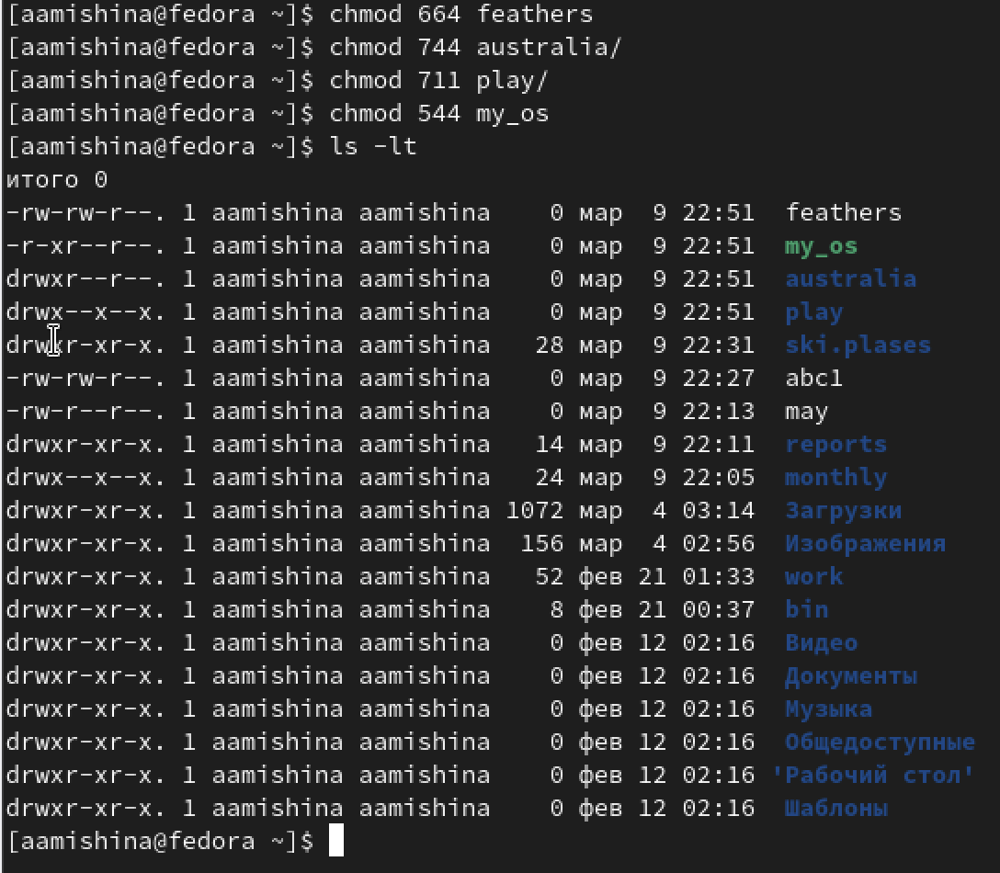 [aamishina@fedora ~]$ chmod 664 feathers
[aamishina@fedora ~]$ chmod 744 australia/
[aamishina@fedora ~]$ chmod 711 play/
[aamishina@fedora ~]$ chmod 544 my_os
[aamishina@fedora ~]$ ls -lt
итого 0
-rw-rw-r--. 1 aamishina aamishina    0 мар  9 22:51  feathers
-r-xr--r--. 1 aamishina aamishina    0 мар  9 22:51  my_os
drwxr--r--. 1 aamishina aamishina    0 мар  9 22:51  australia
drwx--x--x. 1 aamishina aamishina    0 мар  9 22:51  play
drwxr-xr-x. 1 aamishina aamishina   28 мар  9 22:31  ski.plases
-rw-rw-r--. 1 aamishina aamishina    0 мар  9 22:27  abc1
-rw-r--r--. 1 aamishina aamishina    0 мар  9 22:13  may
drwxr-xr-x. 1 aamishina aamishina   14 мар  9 22:11  reports
drwx--x--x. 1 aamishina aamishina   24 мар  9 22:05  monthly
drwxr-xr-x. 1 aamishina aamishina 1072 мар  4 03:14  Загрузки
drwxr-xr-x. 1 aamishina aamishina  156 мар  4 02:56  Изображения
drwxr-xr-x. 1 aamishina aamishina   52 фев 21 01:33  work
drwxr-xr-x. 1 aamishina aamishina    8 фев 21 00:37  bin
drwxr-xr-x. 1 aamishina aamishina    0 фев 12 02:16  Видео
drwxr-xr-x. 1 aamishina aamishina    0 фев 12 02:16  Документы
drwxr-xr-x. 1 aamishina aamishina    0 фев 12 02:16  Музыка
drwxr-xr-x. 1 aamishina aamishina    0 фев 12 02:16  Общедоступные
drwxr-xr-x. 1 aamishina aamishina    0 фев 12 02:16 'Рабочий стол'
drwxr-xr-x. 1 aamishina aamishina    0 фев 12 02:16  Шаблоны
[aamishina@fedora ~]$